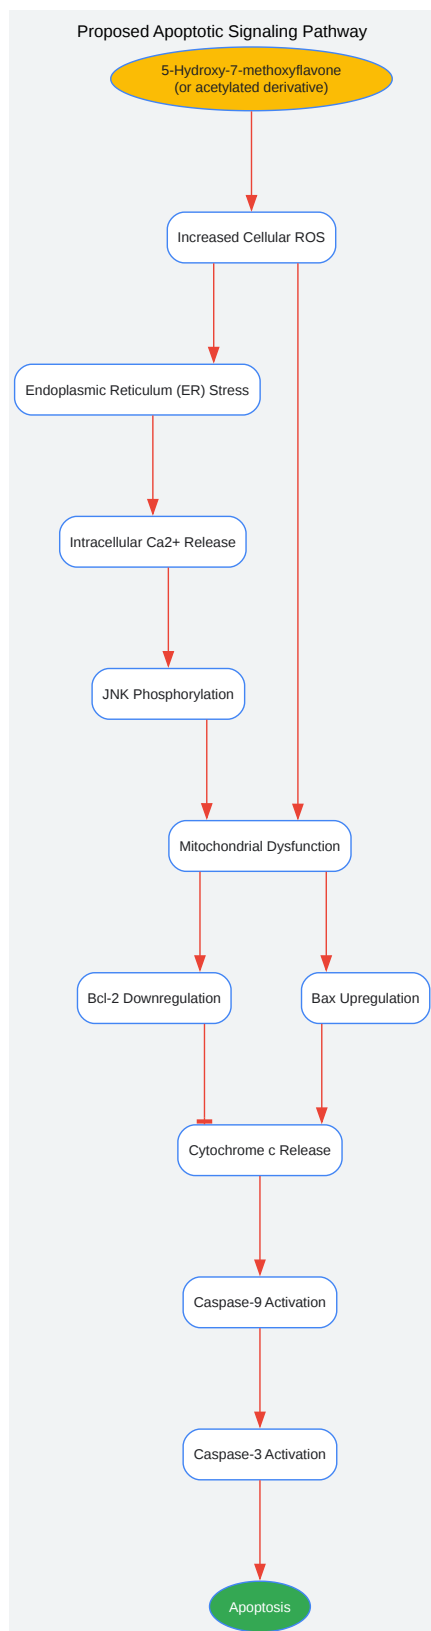 Proposed Apoptotic Signaling Pathway
5-Hydroxy-7-methoxyflavone
(or acetylated derivative)
Increased Cellular ROS
Endoplasmic Reticulum (ER) Stress
Intracellular Ca2+ Release
JNK Phosphorylation
Mitochondrial Dysfunction
Bcl-2 Downregulation
Bax Upregulation
Cytochrome c Release
Caspase-9 Activation
Caspase-3 Activation
Apoptosis